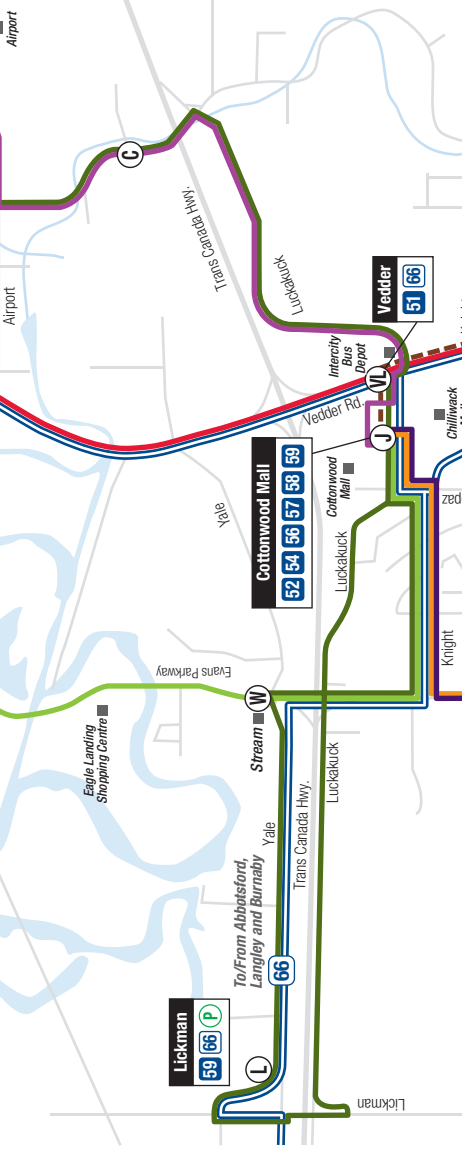 Airport
Airport
C
Trans Canada Hwy.
Luckakuck
Vedder
51 66
Intercity
Bus
Depot
VL
Vedder Rd.
J
Chilliwack
Cottonwood Mall
52 54 56 57 58 59
Cottonwood
Mall
Yale
Luckakuck
Knight
Evans Parkway
W
Stream
Eagle Landing
Shopping Centre
Luckakuck
Trans Canada Hwy.
Yale
To/From Abbotsford,
Langley and Burnaby
66
Lickman
59 66 P
L
Lickman